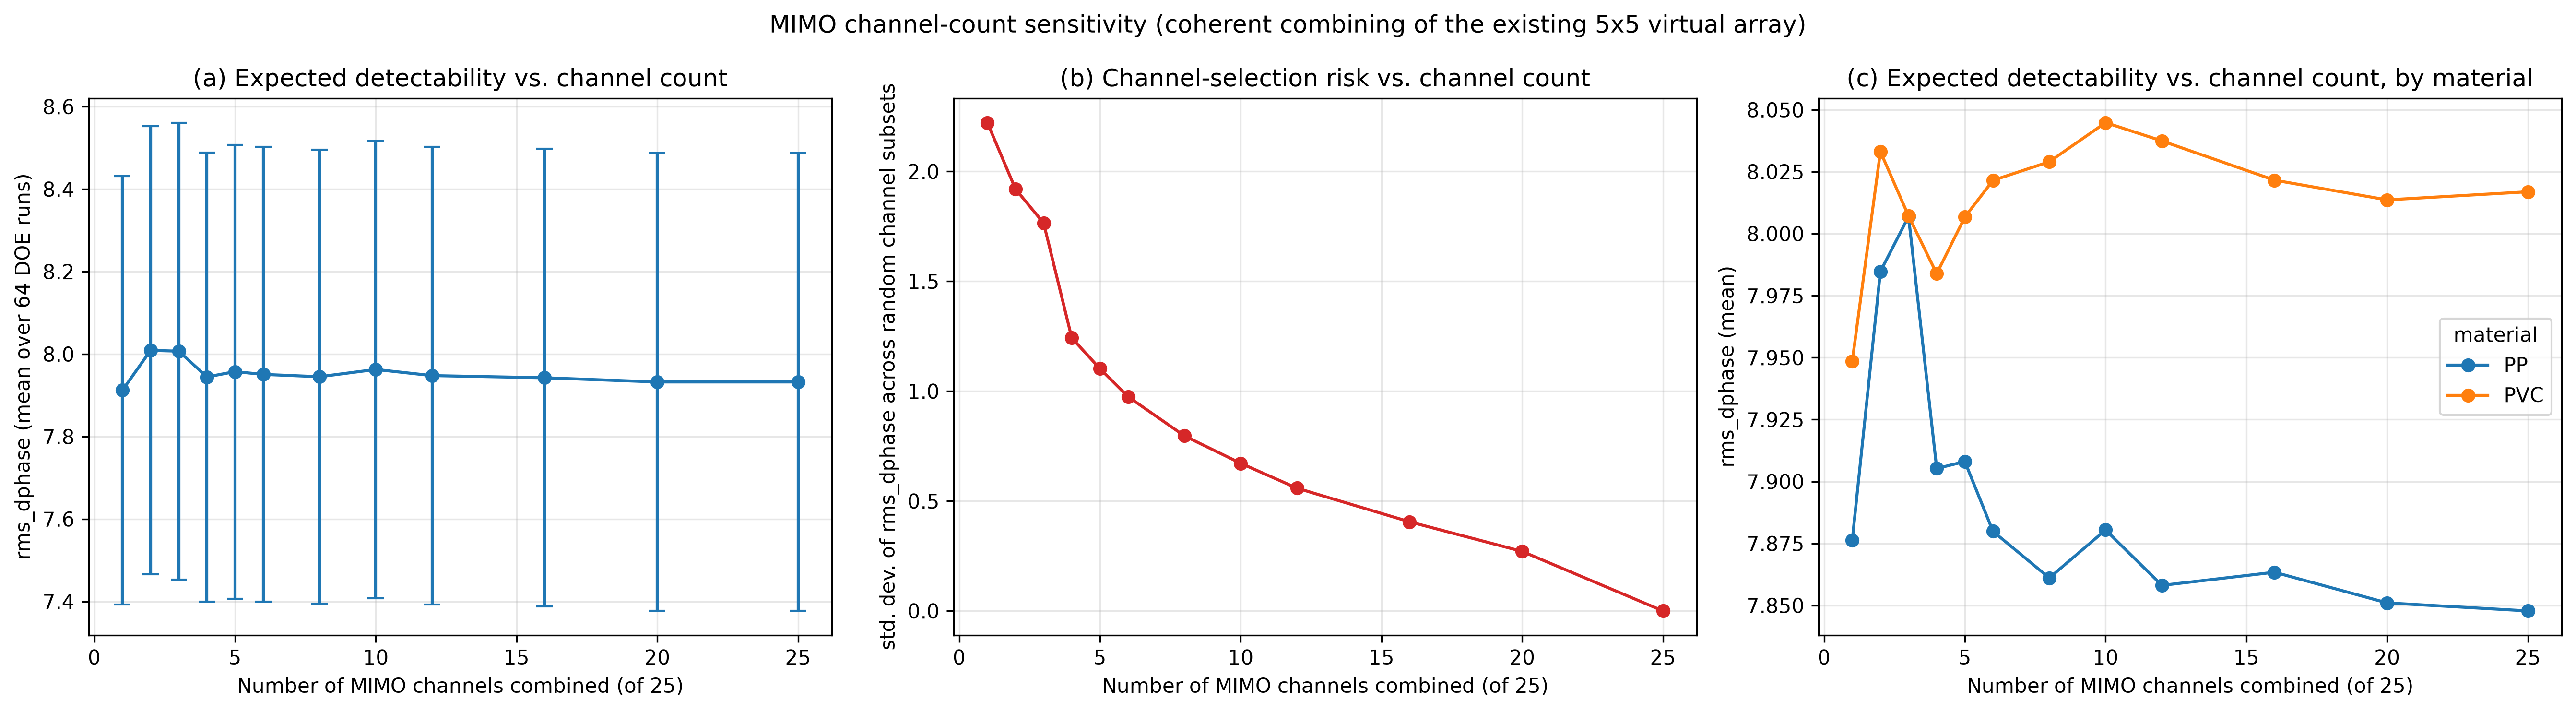 MIMO channel-count sensitivity (coherent combining of the existing 5x5 virtual array)
(a) Expected detectability vs. channel count
rms_dphase (mean over 64 DOE runs)
8.6
8.4
8.2
8.0
7.8
7.6
7.4
0 5 10 15 20 25
Number of MIMO channels combined (of 25)
(b) Channel-selection risk vs. channel count
std. dev. of rms_dphase across random channel subsets
2.0
1.5
1.0
0.5
0.0
0 5 10 15 20 25
Number of MIMO channels combined (of 25)
(c) Expected detectability vs. channel count, by material
rms_dphase (mean)
8.050
8.025
8.000
7.975
7.950
7.925
7.900
7.875
7.850
material
PP
PVC
0 5 10 15 20 25
Number of MIMO channels combined (of 25)